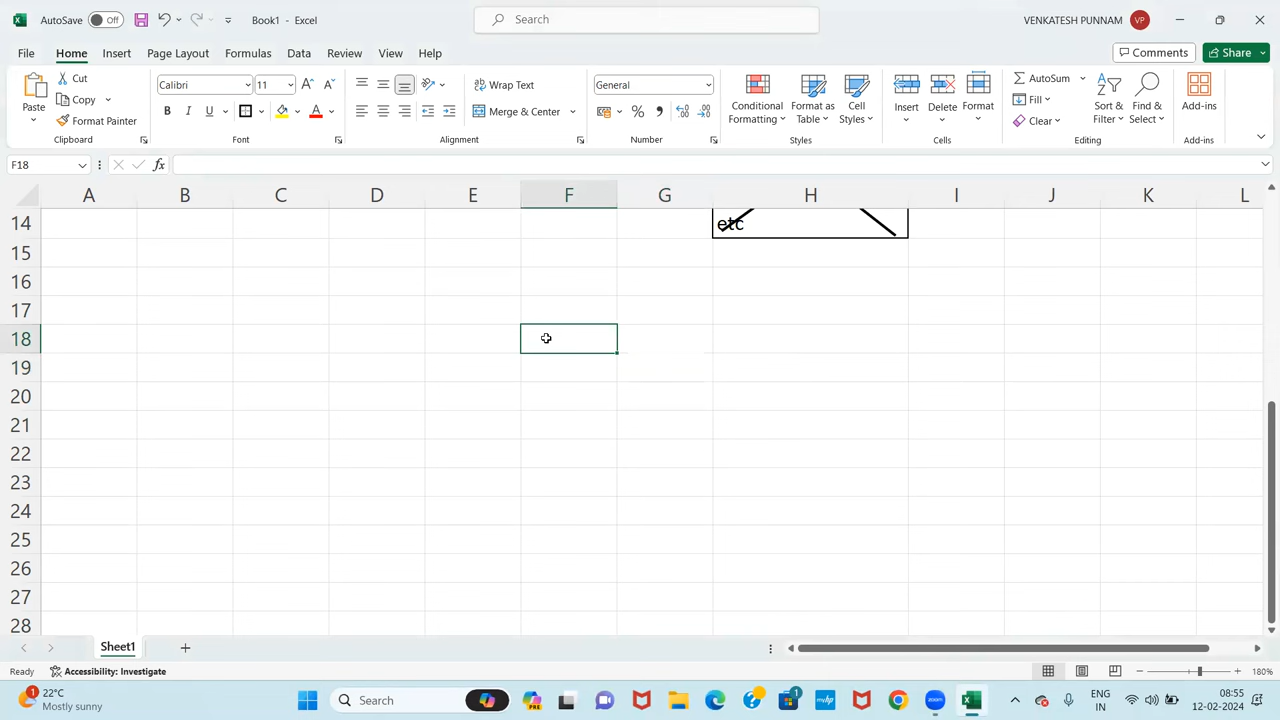 AutoSave Off Book1 - Excel Search VENKATESH PUNNAM VP
File Home Insert Page Layout Formulas Data Review View Help Comments Share
Paste Cut Copy Format Painter Clipboard
Calibri 11 A A B I U A Font
Wrap Text Merge & Center Alignment
General % , Number
Conditional Formatting Format as Table Cell Styles Styles
Insert Delete Format Cells
AutoSum Fill Clear Sort & Filter Find & Select Editing
Add-ins Add-ins
F18 fx
A B C D E F G H I J K L
14 etc
15
16
17
18
19
20
21
22
23
24
25
26
27
28
Sheet1
Ready Accessibility: Investigate 180%
1 22°C Mostly sunny Search PRE 1 ENG IN 08:55 12-02-2024